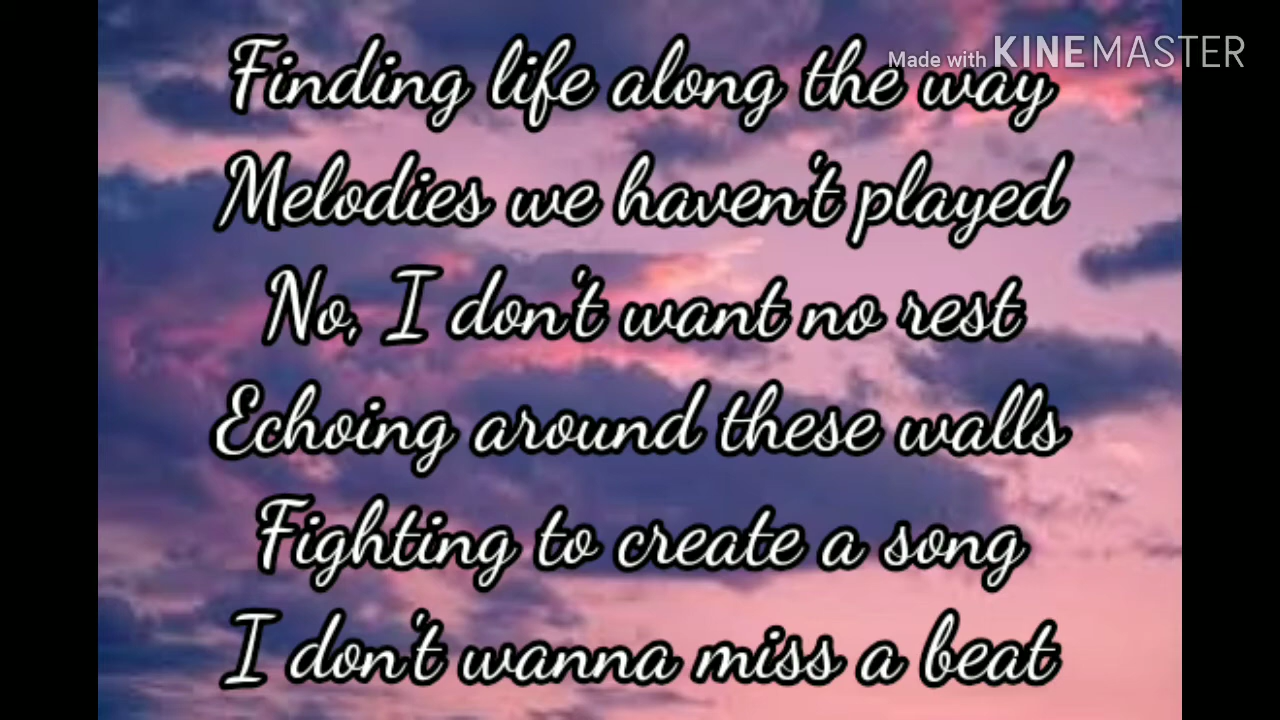 Made with KINEMASTER
Finding life along the way
Melodies we haven't played
No, I don't want no rest
Echoing around these walls
Fighting to create a song
I don't wanna miss a beat